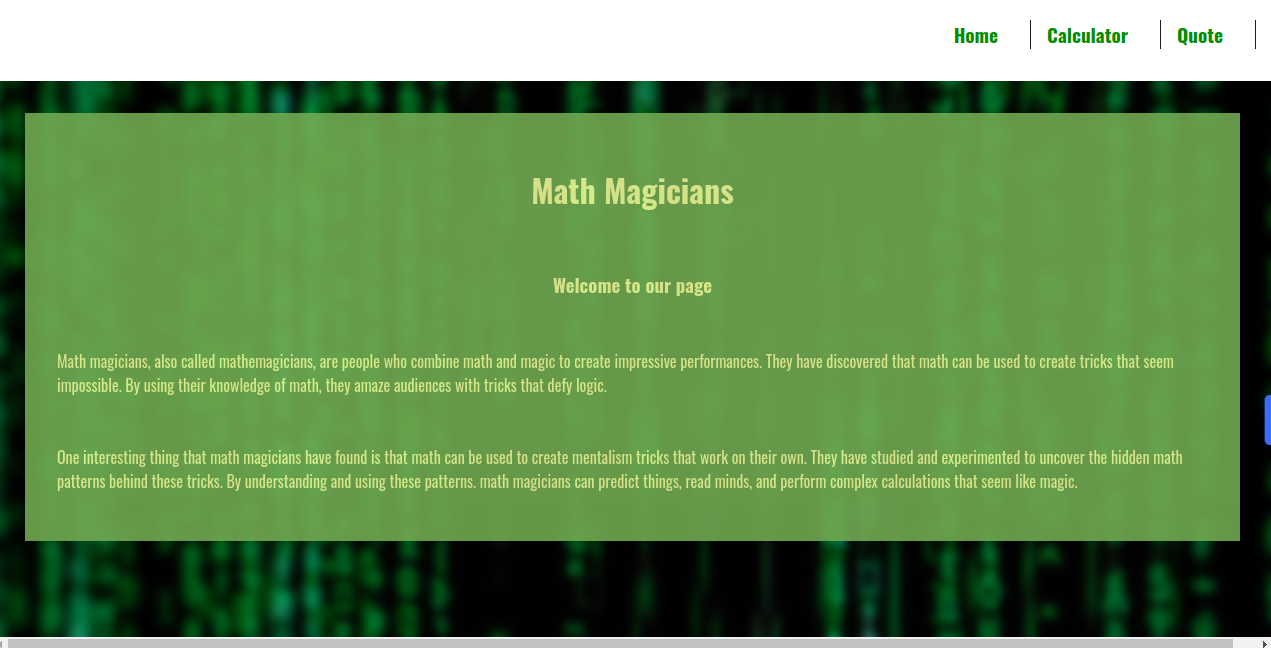 Home Calculator Quote
Math Magicians
Welcome to our page
Math magicians, also called mathemagicians, are people who combine math and magic to create impressive performances. They have discovered that math can be used to create tricks that seem
impossible. By using their knowledge of math, they amaze audiences with tricks that defy logic.
One interesting thing that math magicians have found is that math can be used to create mentalism tricks that work on their own. They have studied and experimented to uncover the hidden math
patterns behind these tricks. By understanding and using these patterns. math magicians can predict things, read minds, and perform complex calculations that seem like magic.